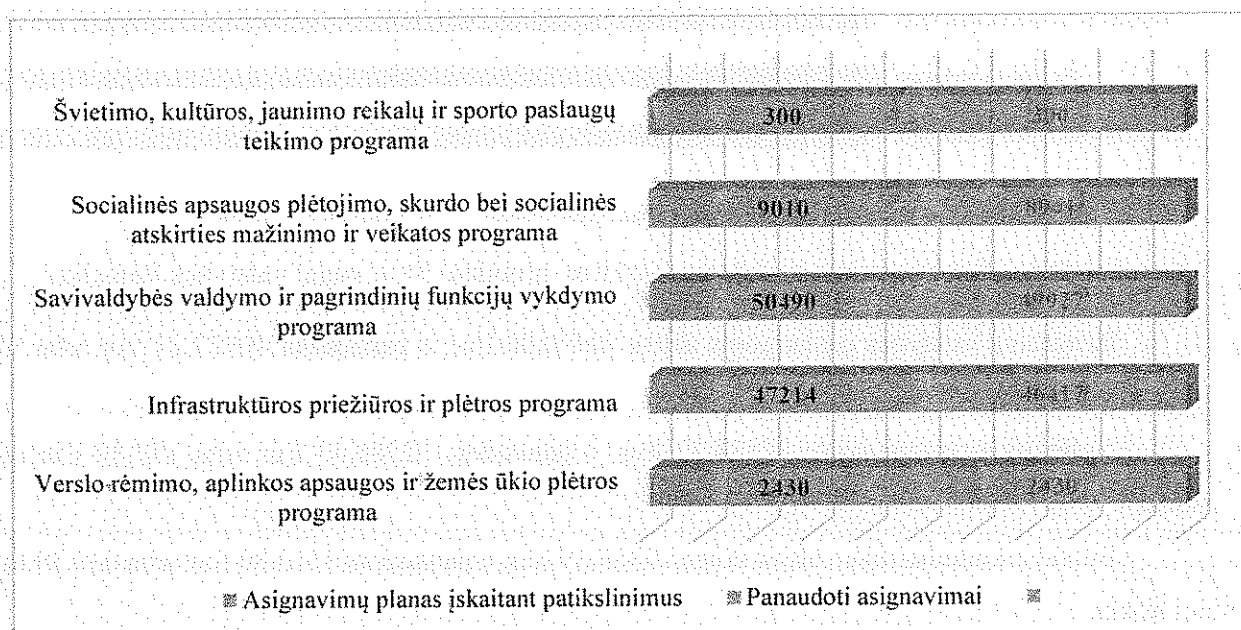 Švietimo, kultūros, jaunimo reikalų ir sporto paslaugų
teikimo programa
300
300
Socialinės apsaugos plėtojimo, skurdo bei socialinės
atskirties mažinimo ir veikatos programa
9010
Savivaldybės valdymo ir pagrindinių funkcijų vykdymo
programa
50490
Infrastruktūros priežiūros ir plėtros programa
47214
Verslo rėmimo, aplinkos apsaugos ir žemės ūkio plėtros
programa
2430
2430
Asignavimų planas įskaitant patikslinimus Panaudoti asignavimai